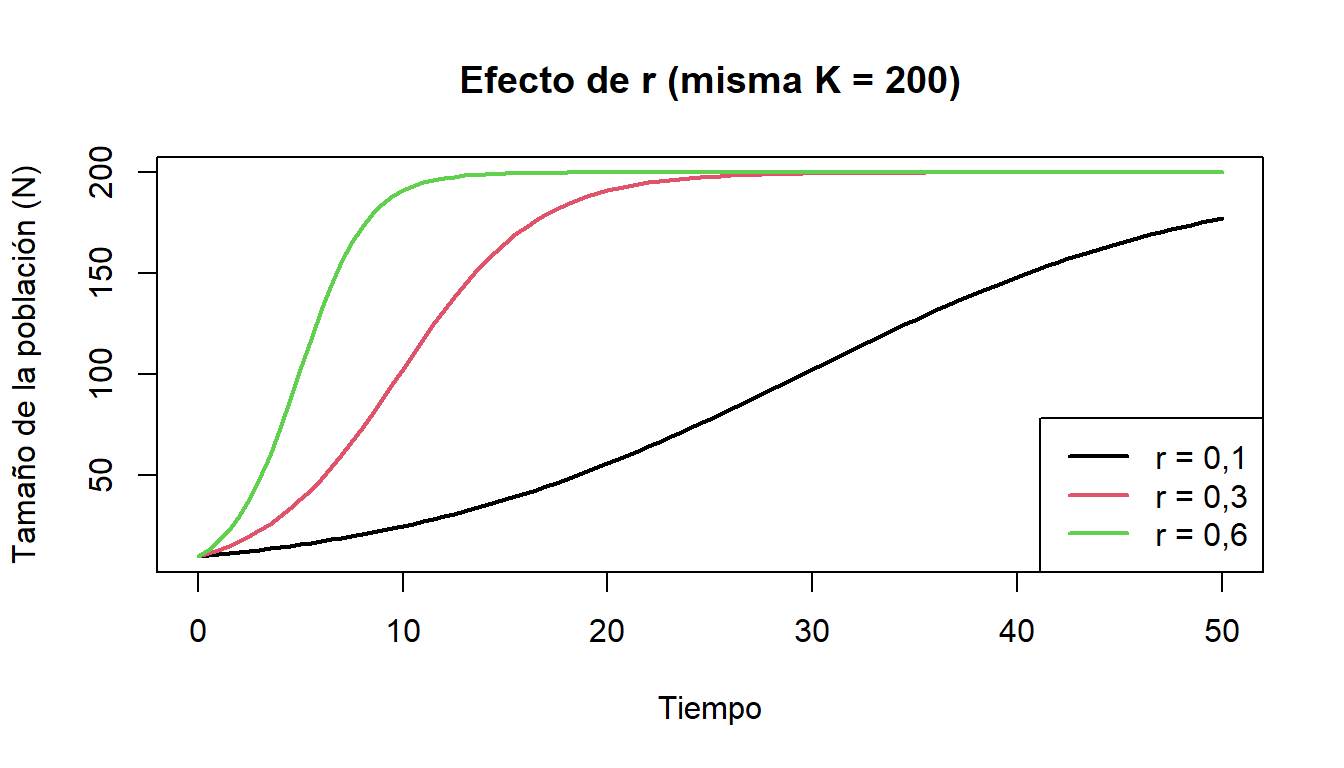 Efecto de r (misma K = 200)
Tamaño de la población (N)
200
150
100
50
r = 0,1
r = 0,3
r = 0,6
0 10 20 30 40 50
Tiempo